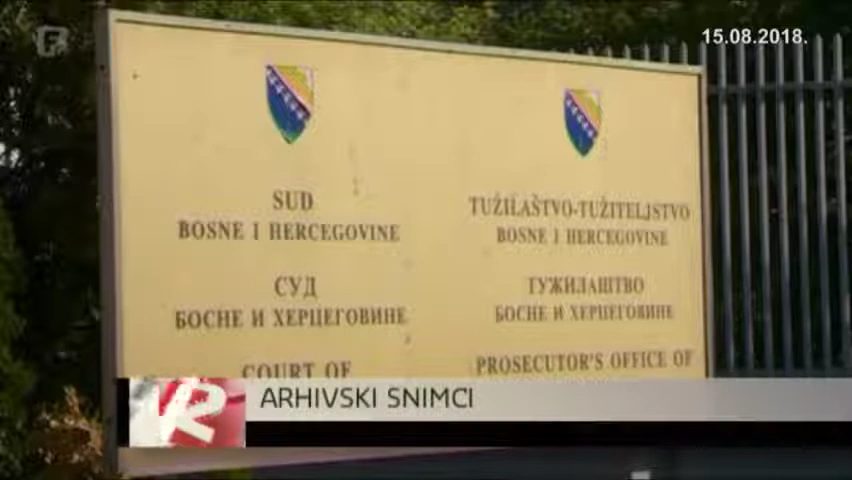 15.08.2018.
SUD
BOSNE I HERCEGOVINE
СУД
БОСНЕ И ХЕРЦЕГОВИНЕ
COURT OF
TUŽILAŠTVO-TUŽITELJSTVO
BOSNE I HERCEGOVINE
ТУЖИЛАШТВО
БОСНЕ И ХЕРЦЕГОВИНЕ
PROSECUTOR'S OFFICE OF
R
ARHIVSKI SNIMCI